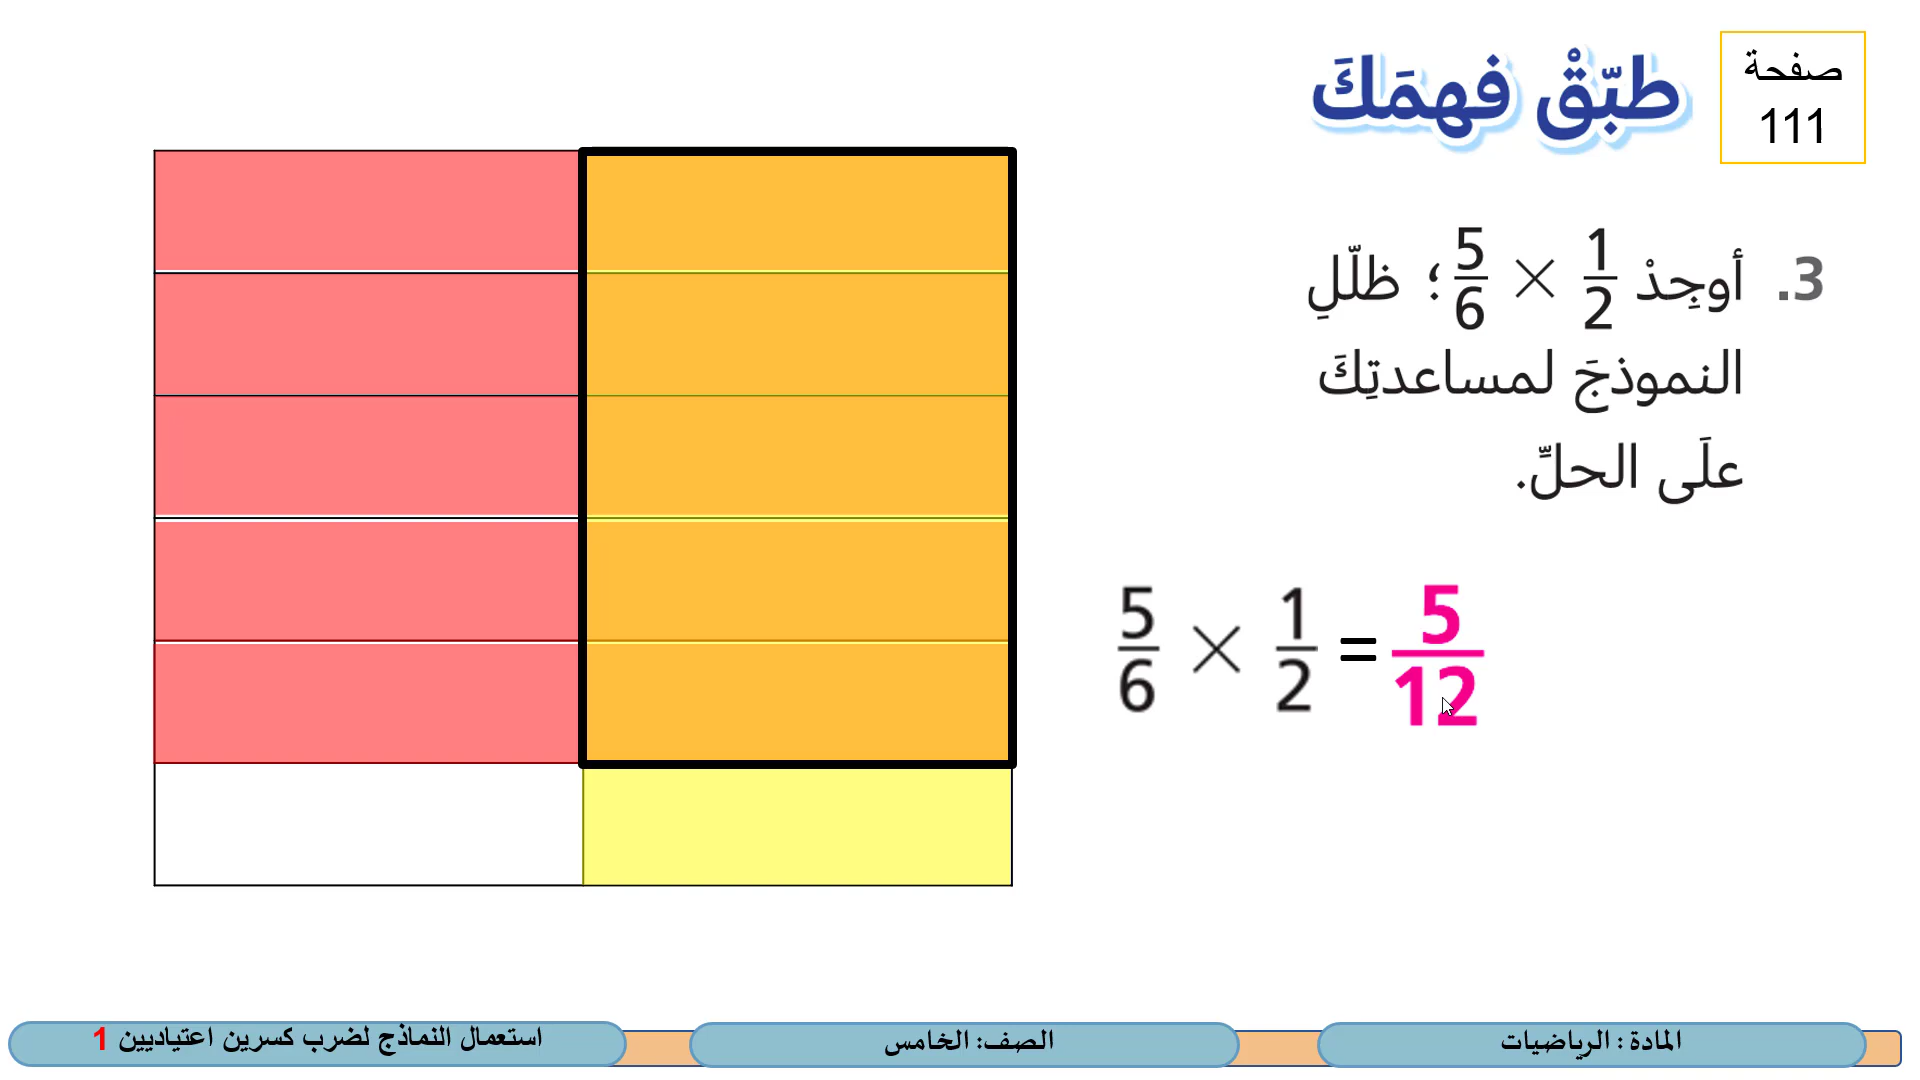 صفحة
111
طبّقْ فهمَكَ
3. أوجِدْ 1/2 × 5/6 ؛ ظلّلِ
النموذجَ لمساعدتِكَ
علَى الحلِّ.
5/6 × 1/2 = 5/12
المادة : الرياضيات
الصف: الخامس
استعمال النماذج لضرب كسرين اعتياديين 1